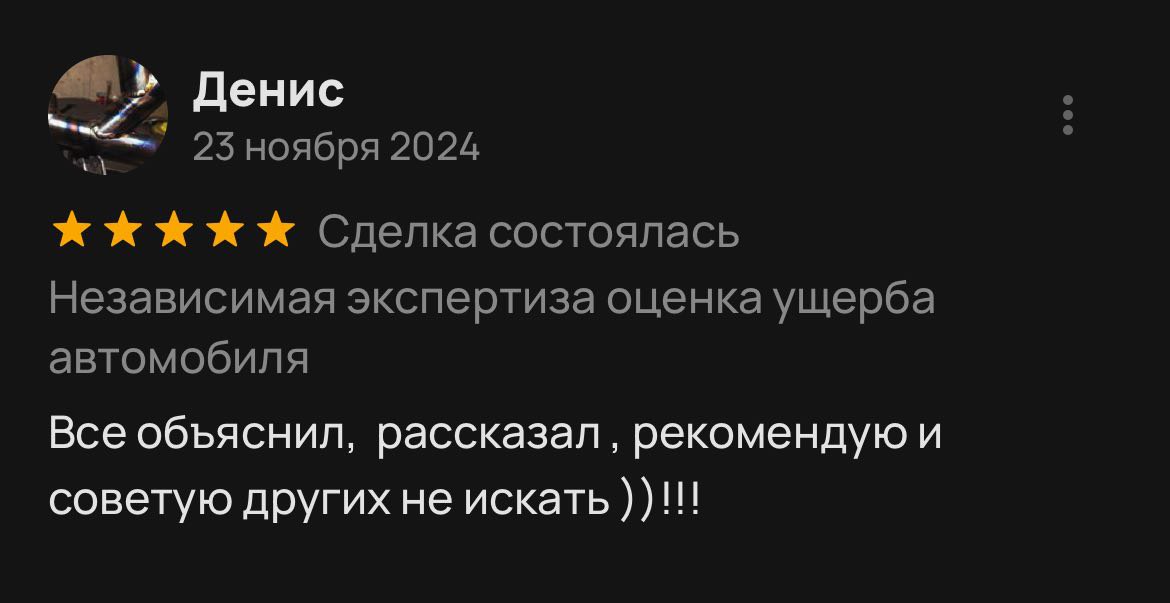 Денис
23 ноября 2024
Сделка состоялась
Независимая экспертиза оценка ущерба
автомобиля
Все объяснил,  рассказал , рекомендую и
советую других не искать ))!!!